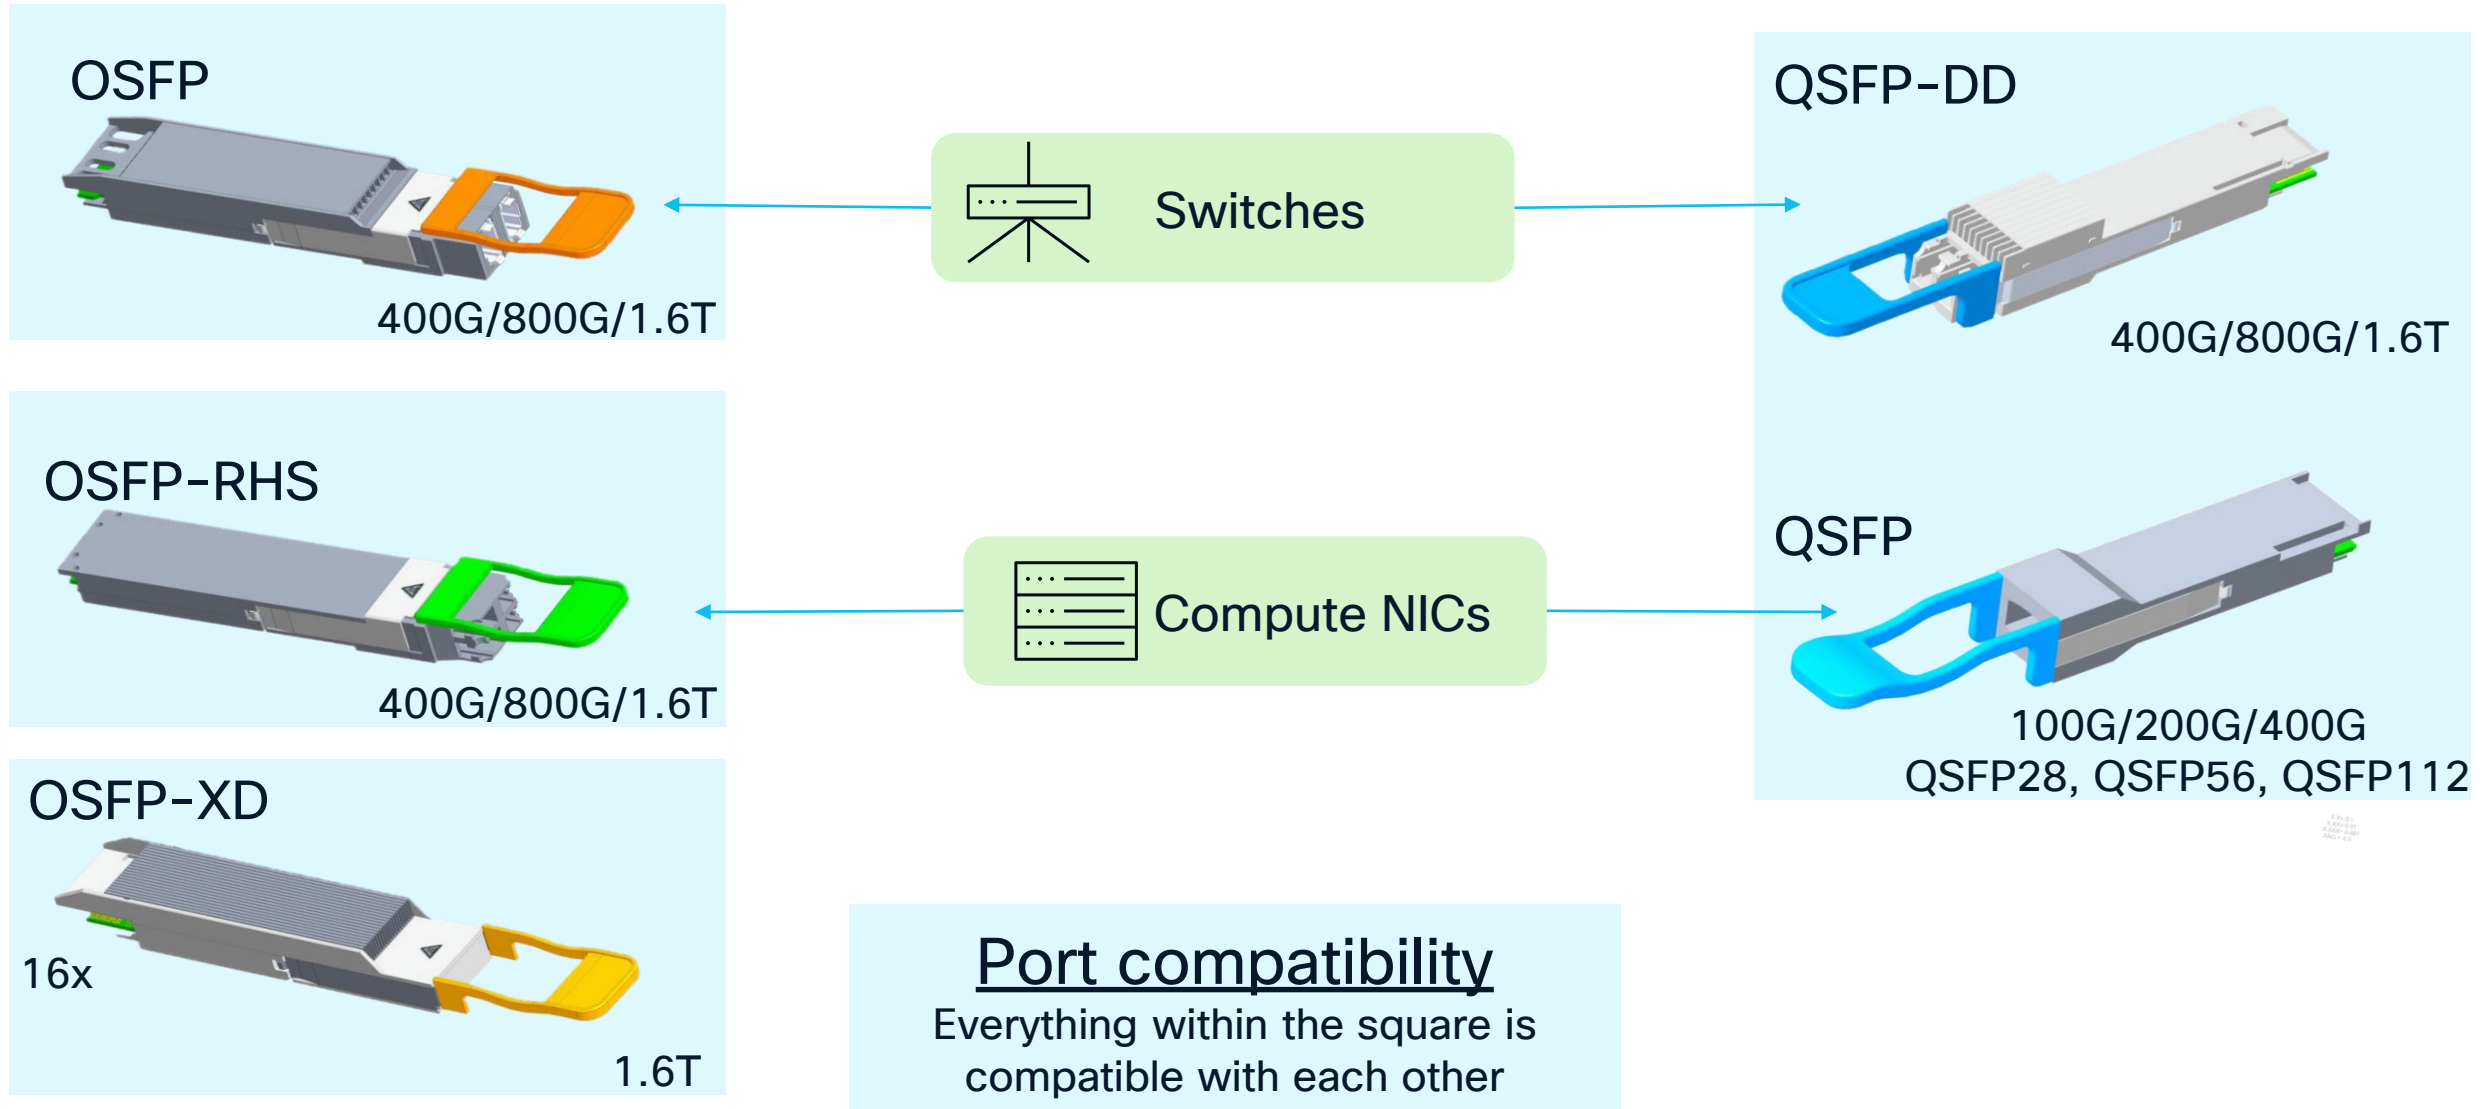 OSFP
400G/800G/1.6T
Switches
QSFP-DD
400G/800G/1.6T
OSFP-RHS
400G/800G/1.6T
Compute NICs
QSFP
100G/200G/400G
QSFP28, QSFP56, QSFP112
OSFP-XD
16x
1.6T
Port compatibility
Everything within the square is
compatible with each other